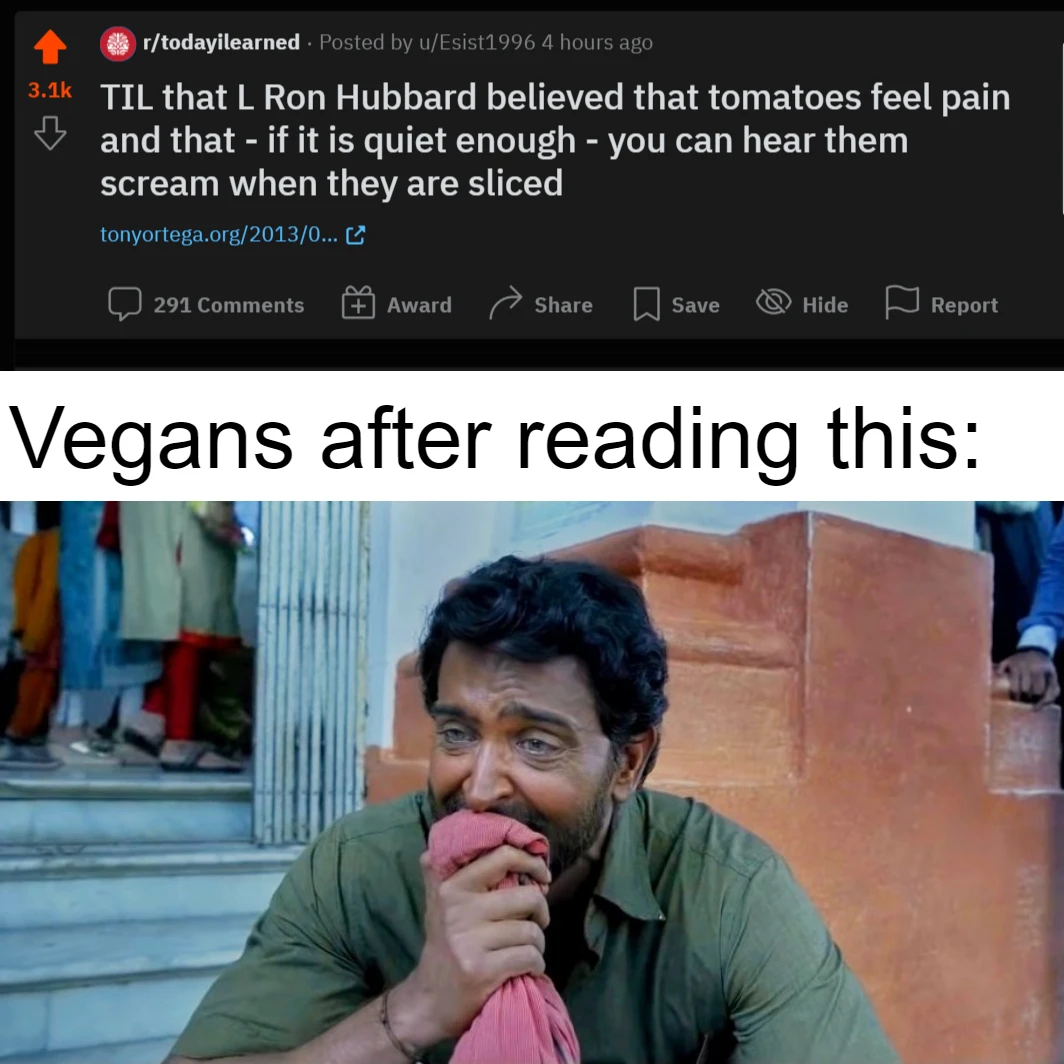 r/todayilearned · Posted by u/Esist1996 4 hours ago
3.1k
TIL that L Ron Hubbard believed that tomatoes feel pain
and that - if it is quiet enough - you can hear them
scream when they are sliced
tonyortega.org/2013/0...
291 Comments Award Share Save Hide Report
Vegans after reading this: